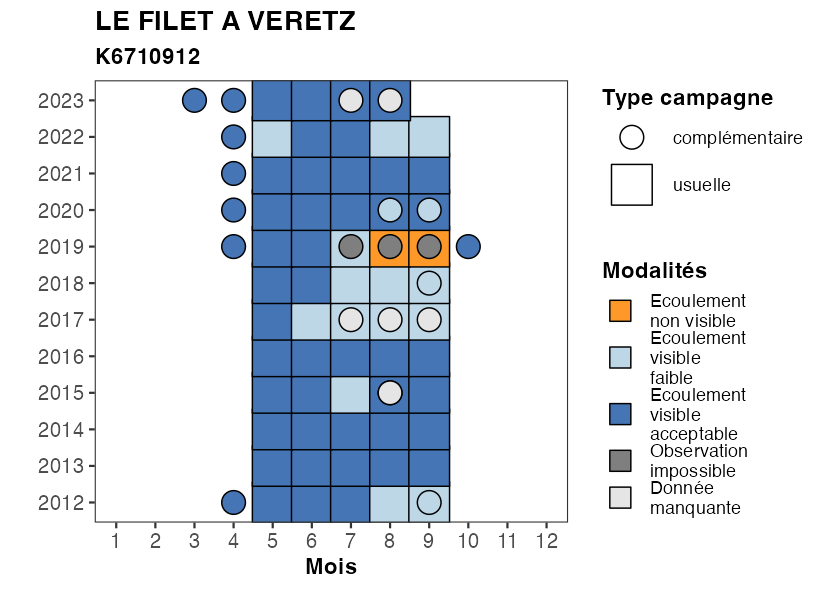 LE FILET A VERETZ
K6710912
2023
2022
2021
2020
2019
2018
2017
2016
2015
2014
2013
2012
1 2 3 4 5 6 7 8 9 10 11 12
Mois
Type campagne
complémentaire
usuelle
Modalités
Ecoulement
non visible
Ecoulement
visible
faible
Ecoulement
visible
acceptable
Observation
impossible
Donnée
manquante